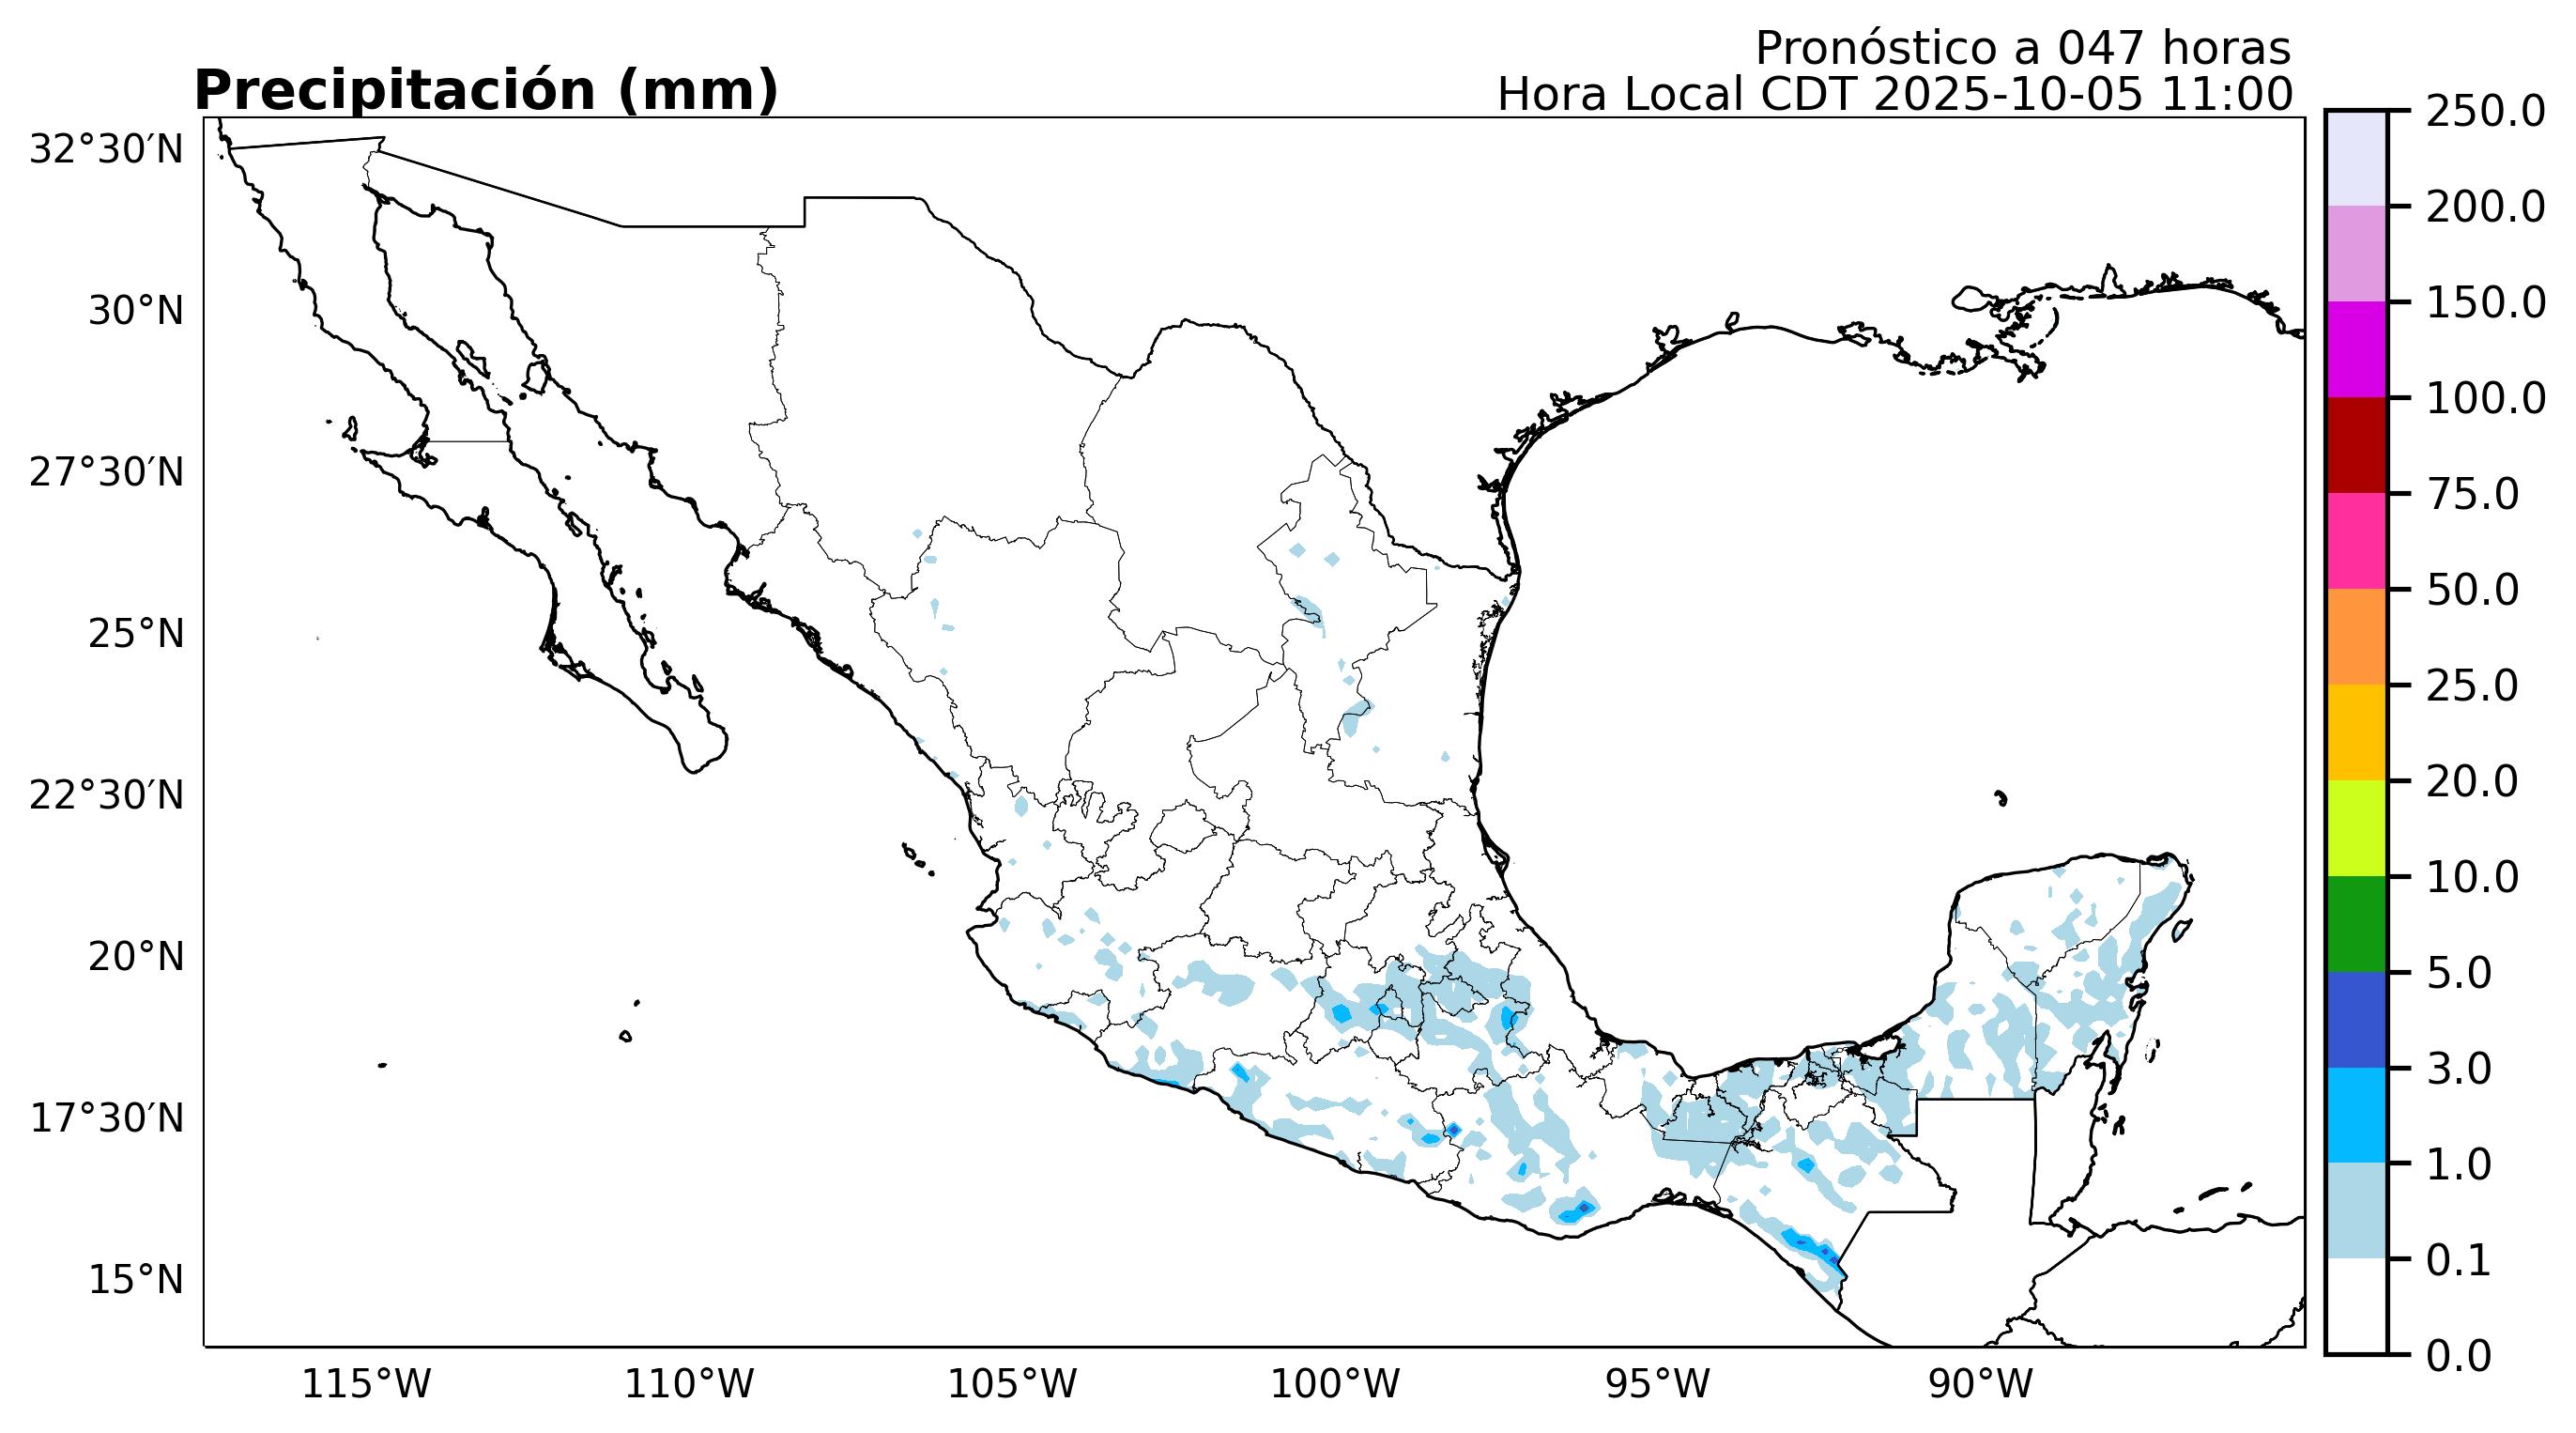 Pronóstico a 047 horas
Precipitación (mm)
Hora Local CDT 2025-10-05 11:00
32°30′N
30°N
27°30′N
25°N
22°30′N
20°N
17°30′N
15°N
115°W
110°W
105°W
100°W
95°W
90°W
250.0
200.0
150.0
100.0
75.0
50.0
25.0
20.0
10.0
5.0
3.0
1.0
0.1
0.0